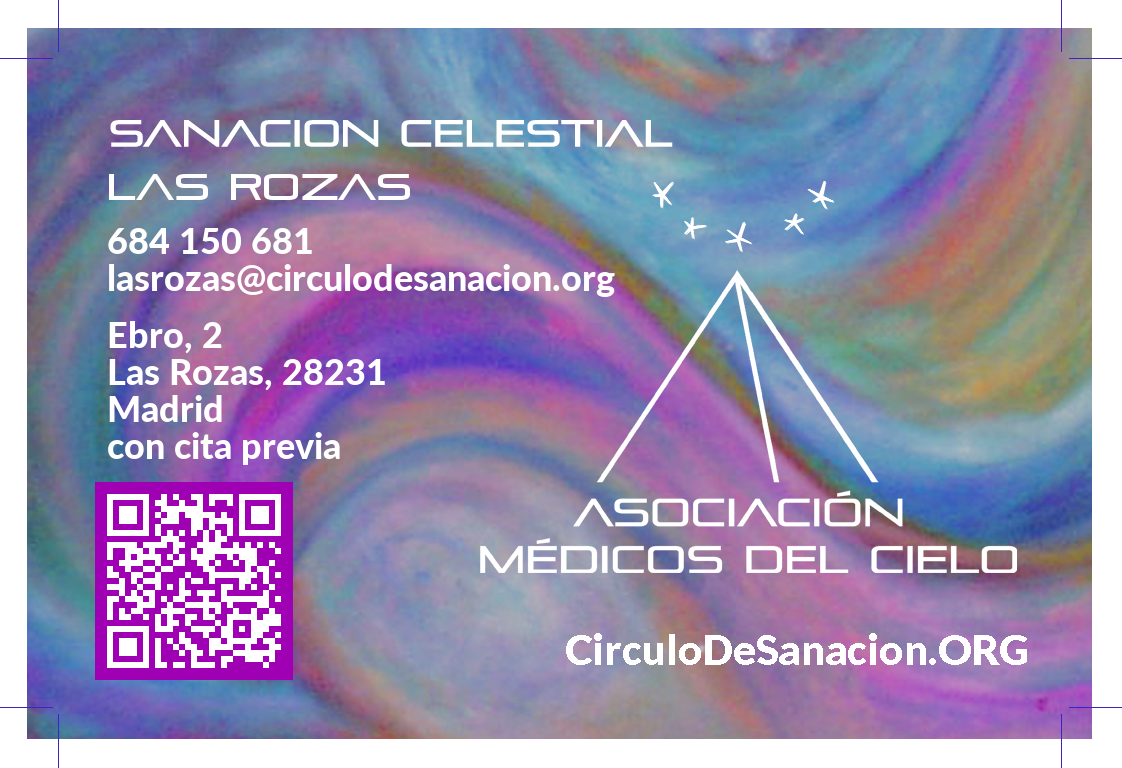 SANACION CELESTIAL
LAS ROZAS
684 150 681
lasrozas@circulodesanacion.org
Ebro, 2
Las Rozas, 28231
Madrid
con cita previa
ASOCIACIÓN
MÉDICOS DEL CIELO
CirculoDeSanacion.ORG